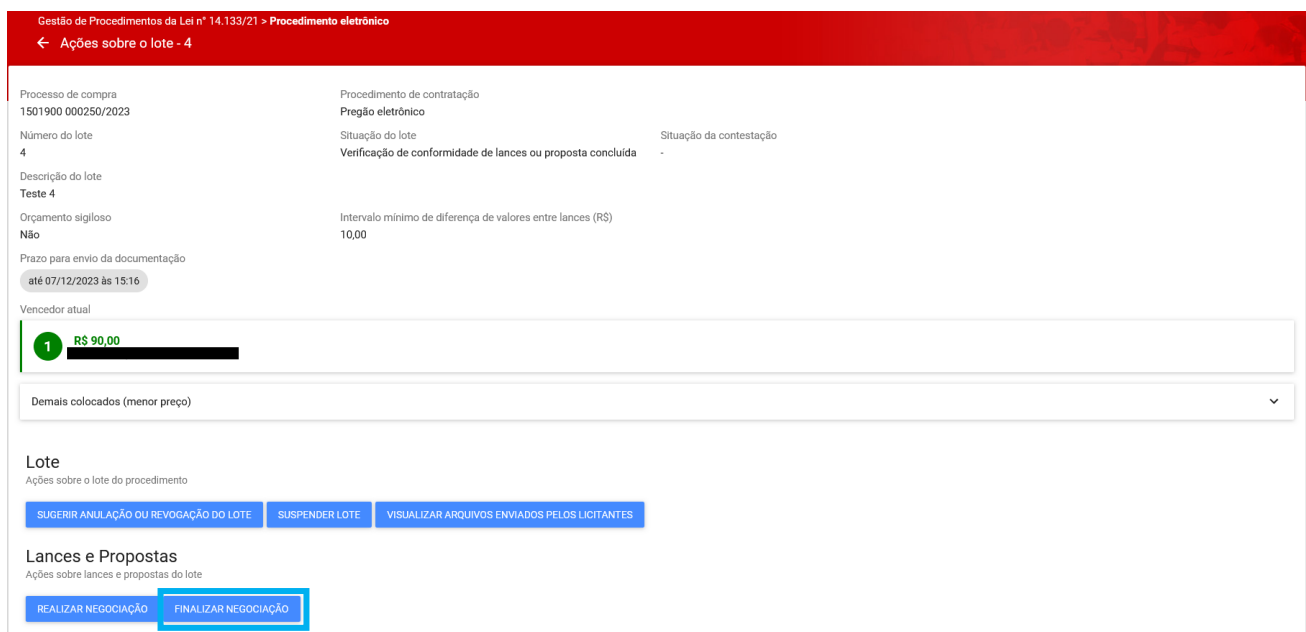 Gestão de Procedimentos da Lei n° 14.133/21 > Procedimento eletrônico
Ações sobre o lote - 4
Processo de compra
1501900 000250/2023
Procedimento de contratação
Pregão eletrônico
Número do lote
4
Situação do lote
Verificação de conformidade de lances ou proposta concluída
Situação da contestação
-
Descrição do lote
Teste 4
Orçamento sigiloso
Não
Intervalo mínimo de diferença de valores entre lances (R$)
10,00
Prazo para envio da documentação
até 07/12/2023 às 15:16
Vencedor atual
1
R$ 90,00
Demais colocados (menor preço)
Lote
Ações sobre o lote do procedimento
SUGERIR ANULAÇÃO OU REVOGAÇÃO DO LOTE
SUSPENDER LOTE
VISUALIZAR ARQUIVOS ENVIADOS PELOS LICITANTES
Lances e Propostas
Ações sobre lances e propostas do lote
REALIZAR NEGOCIAÇÃO
FINALIZAR NEGOCIAÇÃO